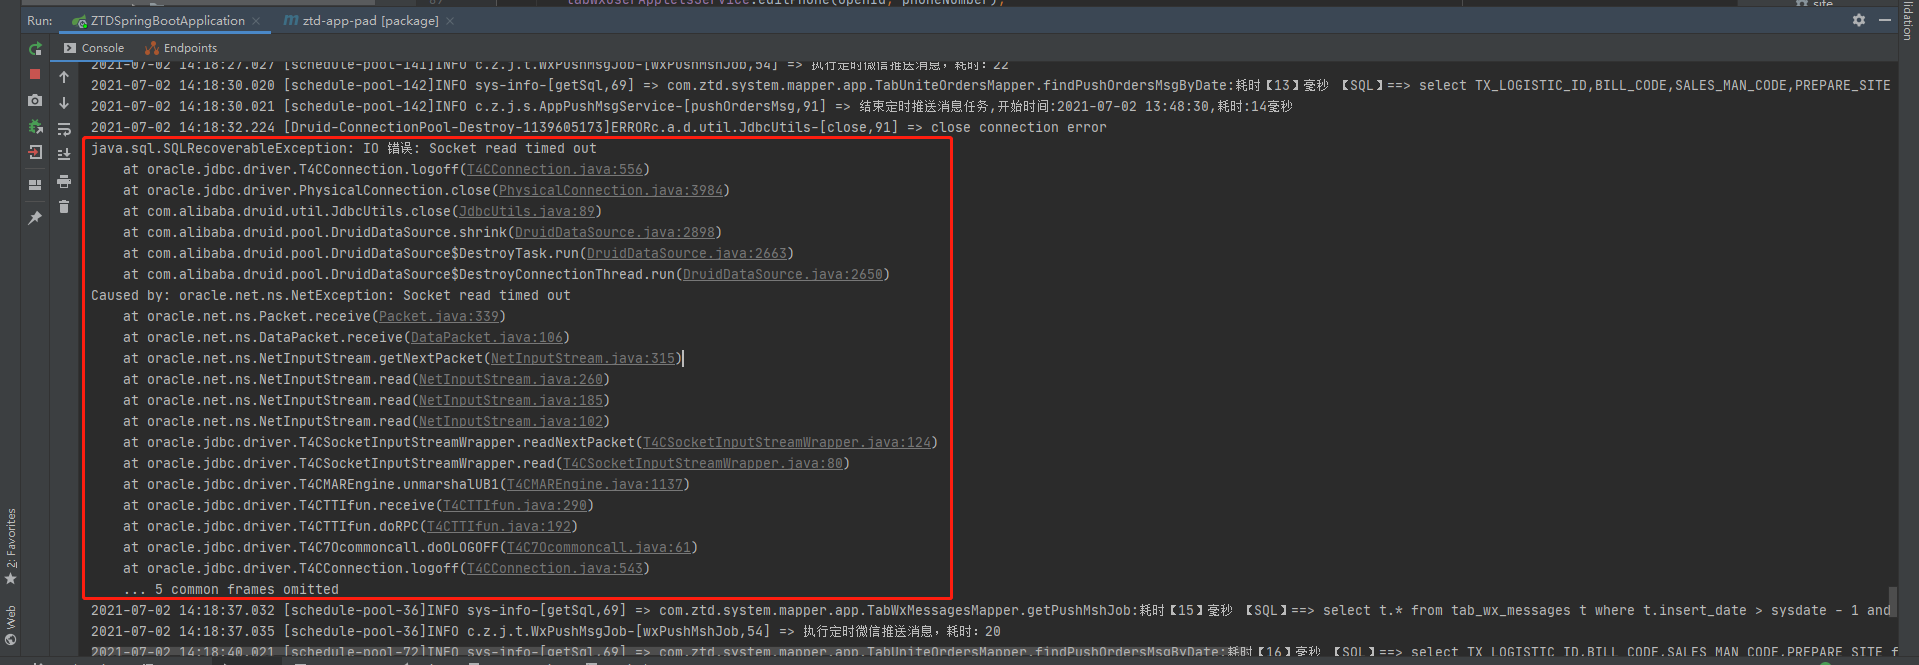 tabWxUserAppletsService.editPhone(openId, phoneNumber);
site
lidation
Run: ZTDSpringBootApplication × m ztd-app-pad [package] ×
Console Endpoints
2021-07-02 14:18:27.027 [schedule-pool-141]INFO c.z.j.t.WxPushMsgJob-[wxPushMshJob,54] => 执行定时微信推送消息，耗时：22
2021-07-02 14:18:30.020 [schedule-pool-142]INFO sys-info-[getSql,69] => com.ztd.system.mapper.app.TabUniteOrdersMapper.findPushOrdersMsgByDate:耗时【13】毫秒 【SQL】==> select TX_LOGISTIC_ID,BILL_CODE,SALES_MAN_CODE,PREPARE_SITE
2021-07-02 14:18:30.021 [schedule-pool-142]INFO c.z.j.s.AppPushMsgService-[pushOrdersMsg,91] => 结束定时推送消息任务,开始时间:2021-07-02 13:48:30,耗时:14毫秒
2021-07-02 14:18:32.224 [Druid-ConnectionPool-Destroy-1139605173]ERRORc.a.d.util.JdbcUtils-[close,91] => close connection error
java.sql.SQLRecoverableException: IO 错误: Socket read timed out
at oracle.jdbc.driver.T4CConnection.logoff(T4CConnection.java:556)
at oracle.jdbc.driver.PhysicalConnection.close(PhysicalConnection.java:3984)
at com.alibaba.druid.util.JdbcUtils.close(JdbcUtils.java:89)
at com.alibaba.druid.pool.DruidDataSource.shrink(DruidDataSource.java:2898)
at com.alibaba.druid.pool.DruidDataSource$DestroyTask.run(DruidDataSource.java:2663)
at com.alibaba.druid.pool.DruidDataSource$DestroyConnectionThread.run(DruidDataSource.java:2650)
Caused by: oracle.net.ns.NetException: Socket read timed out
at oracle.net.ns.Packet.receive(Packet.java:339)
at oracle.net.ns.DataPacket.receive(DataPacket.java:106)
at oracle.net.ns.NetInputStream.getNextPacket(NetInputStream.java:315)
at oracle.net.ns.NetInputStream.read(NetInputStream.java:260)
at oracle.net.ns.NetInputStream.read(NetInputStream.java:185)
at oracle.net.ns.NetInputStream.read(NetInputStream.java:102)
at oracle.jdbc.driver.T4CSocketInputStreamWrapper.readNextPacket(T4CSocketInputStreamWrapper.java:124)
at oracle.jdbc.driver.T4CSocketInputStreamWrapper.read(T4CSocketInputStreamWrapper.java:80)
at oracle.jdbc.driver.T4CMAREngine.unmarshalUB1(T4CMAREngine.java:1137)
at oracle.jdbc.driver.T4CTTIfun.receive(T4CTTIfun.java:290)
at oracle.jdbc.driver.T4CTTIfun.doRPC(T4CTTIfun.java:192)
at oracle.jdbc.driver.T4C7Ocommoncall.doOLOGOFF(T4C7Ocommoncall.java:61)
at oracle.jdbc.driver.T4CConnection.logoff(T4CConnection.java:543)
... 5 common frames omitted
2021-07-02 14:18:37.032 [schedule-pool-36]INFO sys-info-[getSql,69] => com.ztd.system.mapper.app.TabWxMessagesMapper.getPushMshJob:耗时【15】毫秒 【SQL】==> select t.* from tab_wx_messages t where t.insert_date > sysdate - 1 and
2021-07-02 14:18:37.035 [schedule-pool-36]INFO c.z.j.t.WxPushMsgJob-[wxPushMshJob,54] => 执行定时微信推送消息，耗时：20
2021-07-02 14:18:40.021 [schedule-pool-72]INFO sys-info-[getSql,69] => com.ztd.system.mapper.app.TabUniteOrdersMapper.findPushOrdersMsgByDate:耗时【16】毫秒 【SQL】==> select TX_LOGISTIC_ID,BILL_CODE,SALES_MAN_CODE,PREPARE_SITE f
2: Favorites
Web